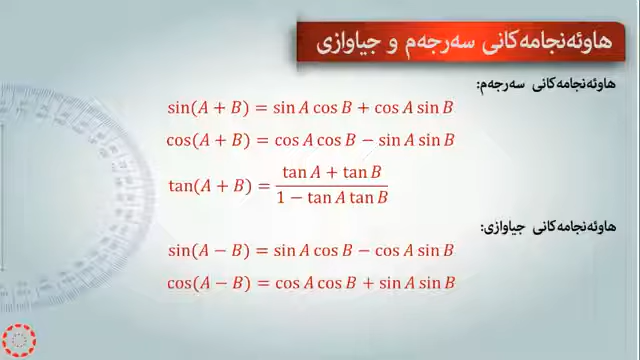 هاوئەنجامەکانی سەرجەم و جیاوازی
هاوئەنجامەکانی سەرجەم:
sin(A + B) = sin A cos B + cos A sin B
cos(A + B) = cos A cos B − sin A sin B
tan(A + B) = (tan A + tan B) / (1 − tan A tan B)
هاوئەنجامەکانی جیاوازی:
sin(A − B) = sin A cos B − cos A sin B
cos(A − B) = cos A cos B + sin A sin B